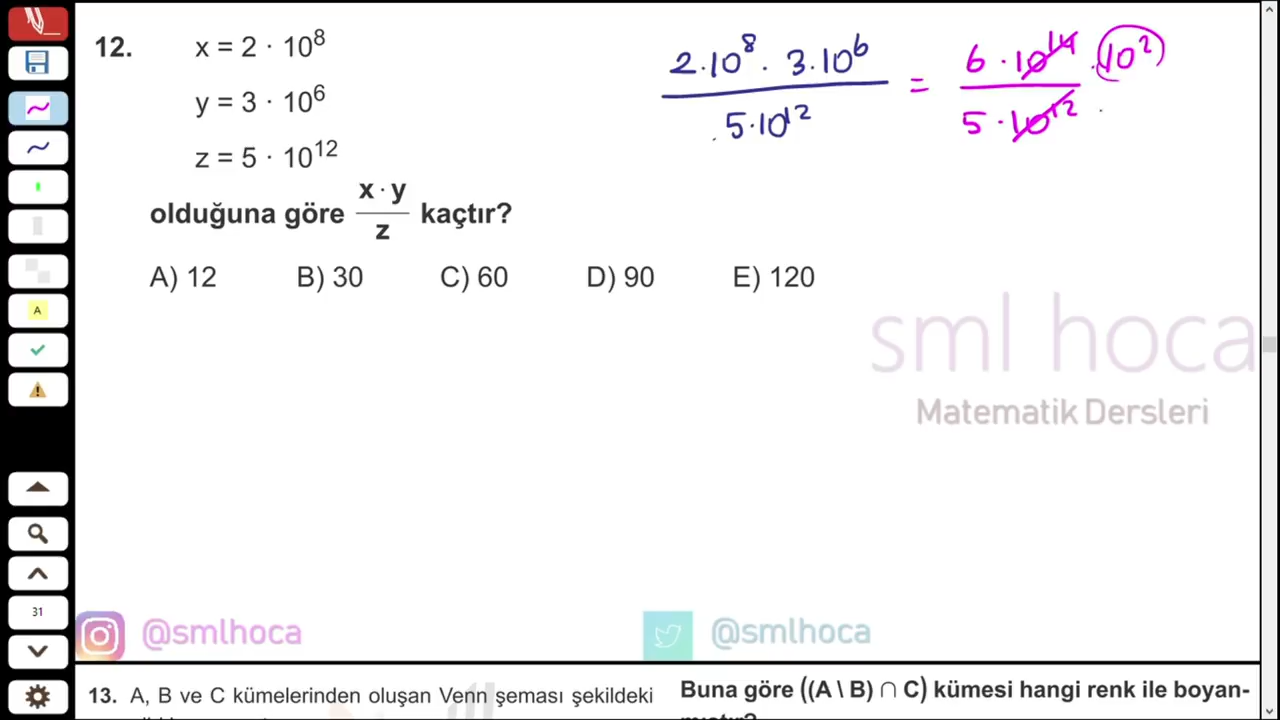 12. x = 2 · 10⁸
y = 3 · 10⁶
z = 5 · 10¹²
olduğuna göre x · y / z kaçtır?
A) 12 B) 30 C) 60 D) 90 E) 120
2 · 10⁸ · 3 · 10⁶ / 5 · 10¹² = 6 · 10¹⁴ / 5 · 10¹² · 10²
sml hoca
Matematik Dersleri
A
31
@smlhoca
@smlhoca
13. A, B ve C kümelerinden oluşan Venn şeması şekildeki
Buna göre ((A \ B) ∩ C) kümesi hangi renk ile boyan-